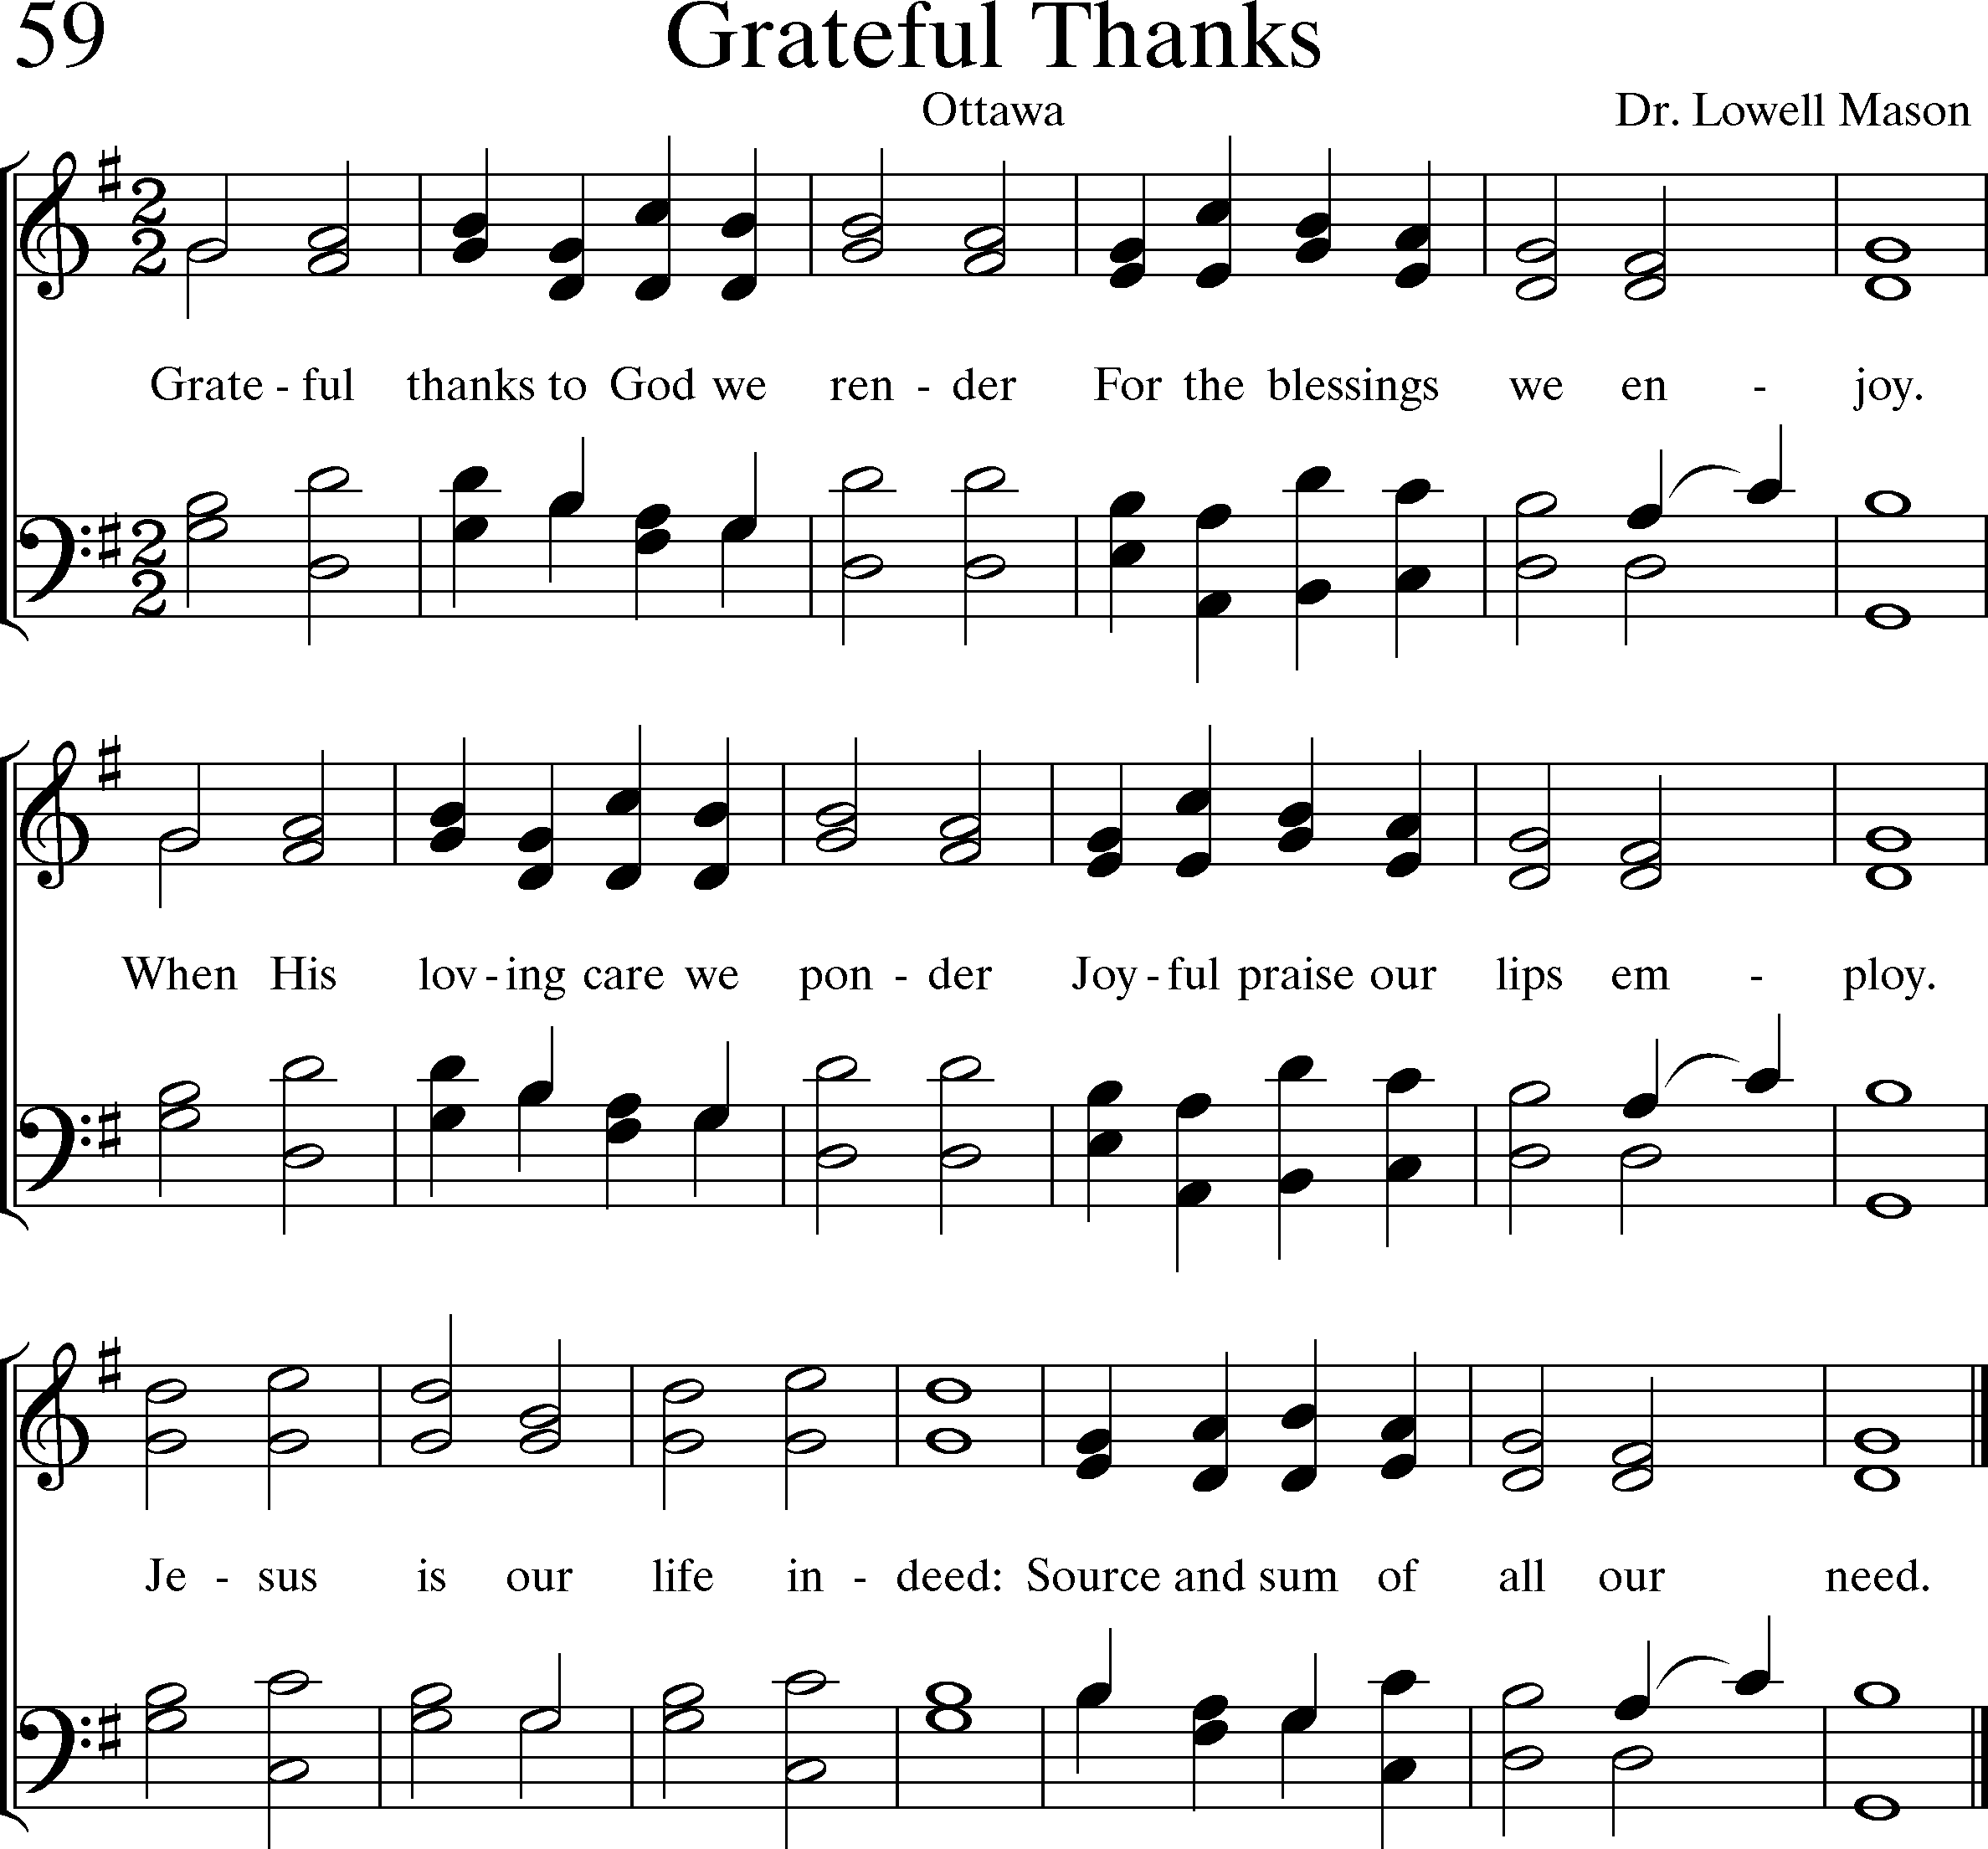 59 Grateful Thanks
Ottawa Dr. Lowell Mason
2 2
Grate - ful thanks to God we ren - der For the blessings we en - joy.
2 2
When His lov - ing care we pon - der Joy - ful praise our lips em - ploy.
Je - sus is our life in - deed: Source and sum of all our need.